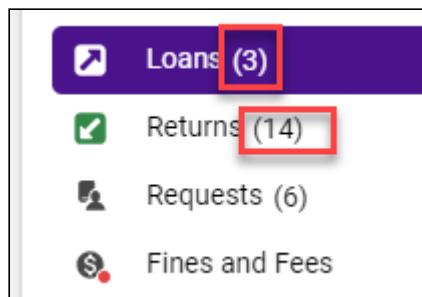 Loans (3)
Returns (14)
Requests (6)
Fines and Fees